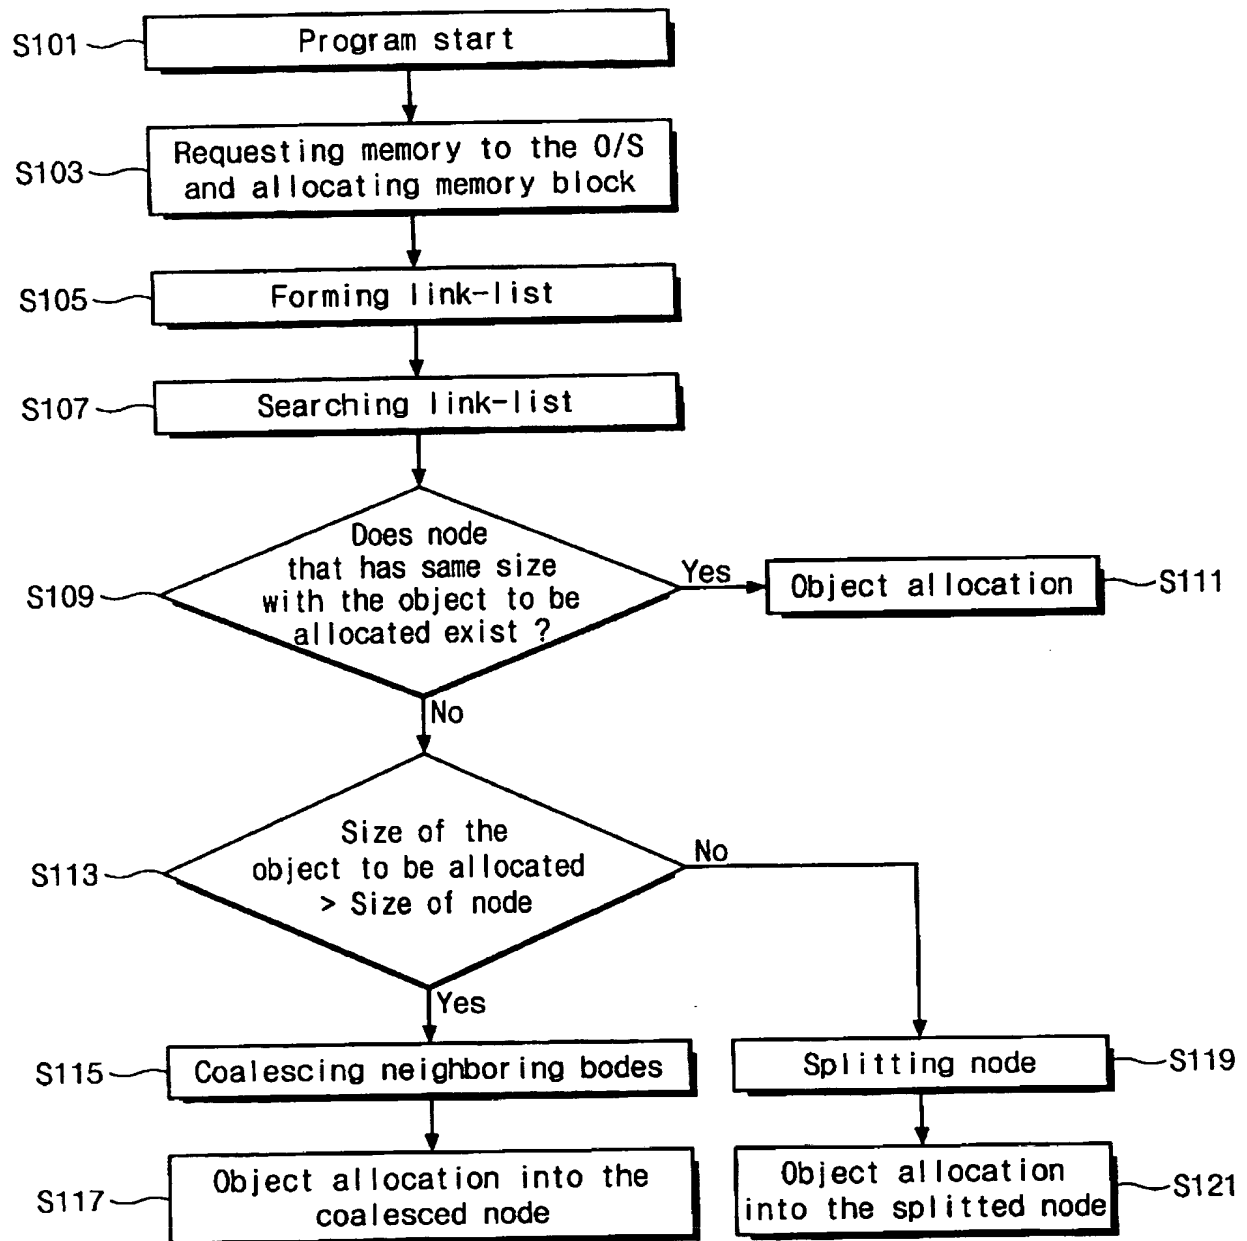 S101
Program start
S103
Requesting memory to the O/S
and allocating memory block
S105
Forming link-list
S107
Searching link-list
S109
Does node
that has same size
with the object to be
allocated exist ?
Yes
Object allocation
S111
No
S113
Size of the
object to be allocated
> Size of node
No
Yes
S115
Coalescing neighboring bodes
Splitting node
S119
S117
Object allocation into the
coalesced node
Object allocation
into the splitted node
S121